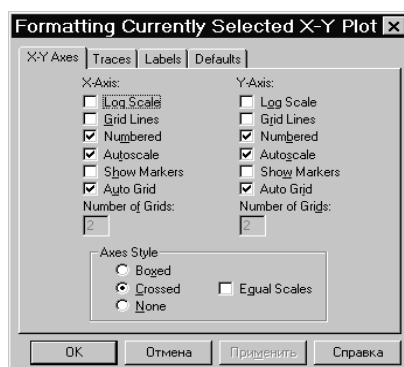 Formatting Currently Selected X-Y Plot
X-Y Axes Traces Labels Defaults
X-Axis: Y-Axis:
Log Scale Log Scale
Grid Lines Grid Lines
Numbered Numbered
Autoscale Autoscale
Show Markers Show Markers
Auto Grid Auto Grid
Number of Grids: Number of Grids:
2 2
Axes Style
Boxed
Crossed Equal Scales
None
OK Отмена Применить Справка